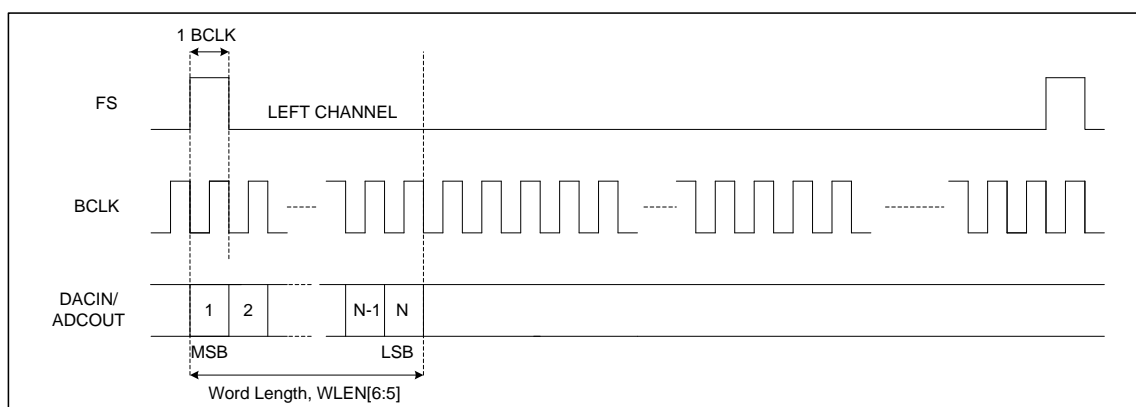 1 BCLK
FS
LEFT CHANNEL
BCLK
DACIN/
ADCOUT
1 2 N-1 N
MSB LSB
Word Length, WLEN[6:5]